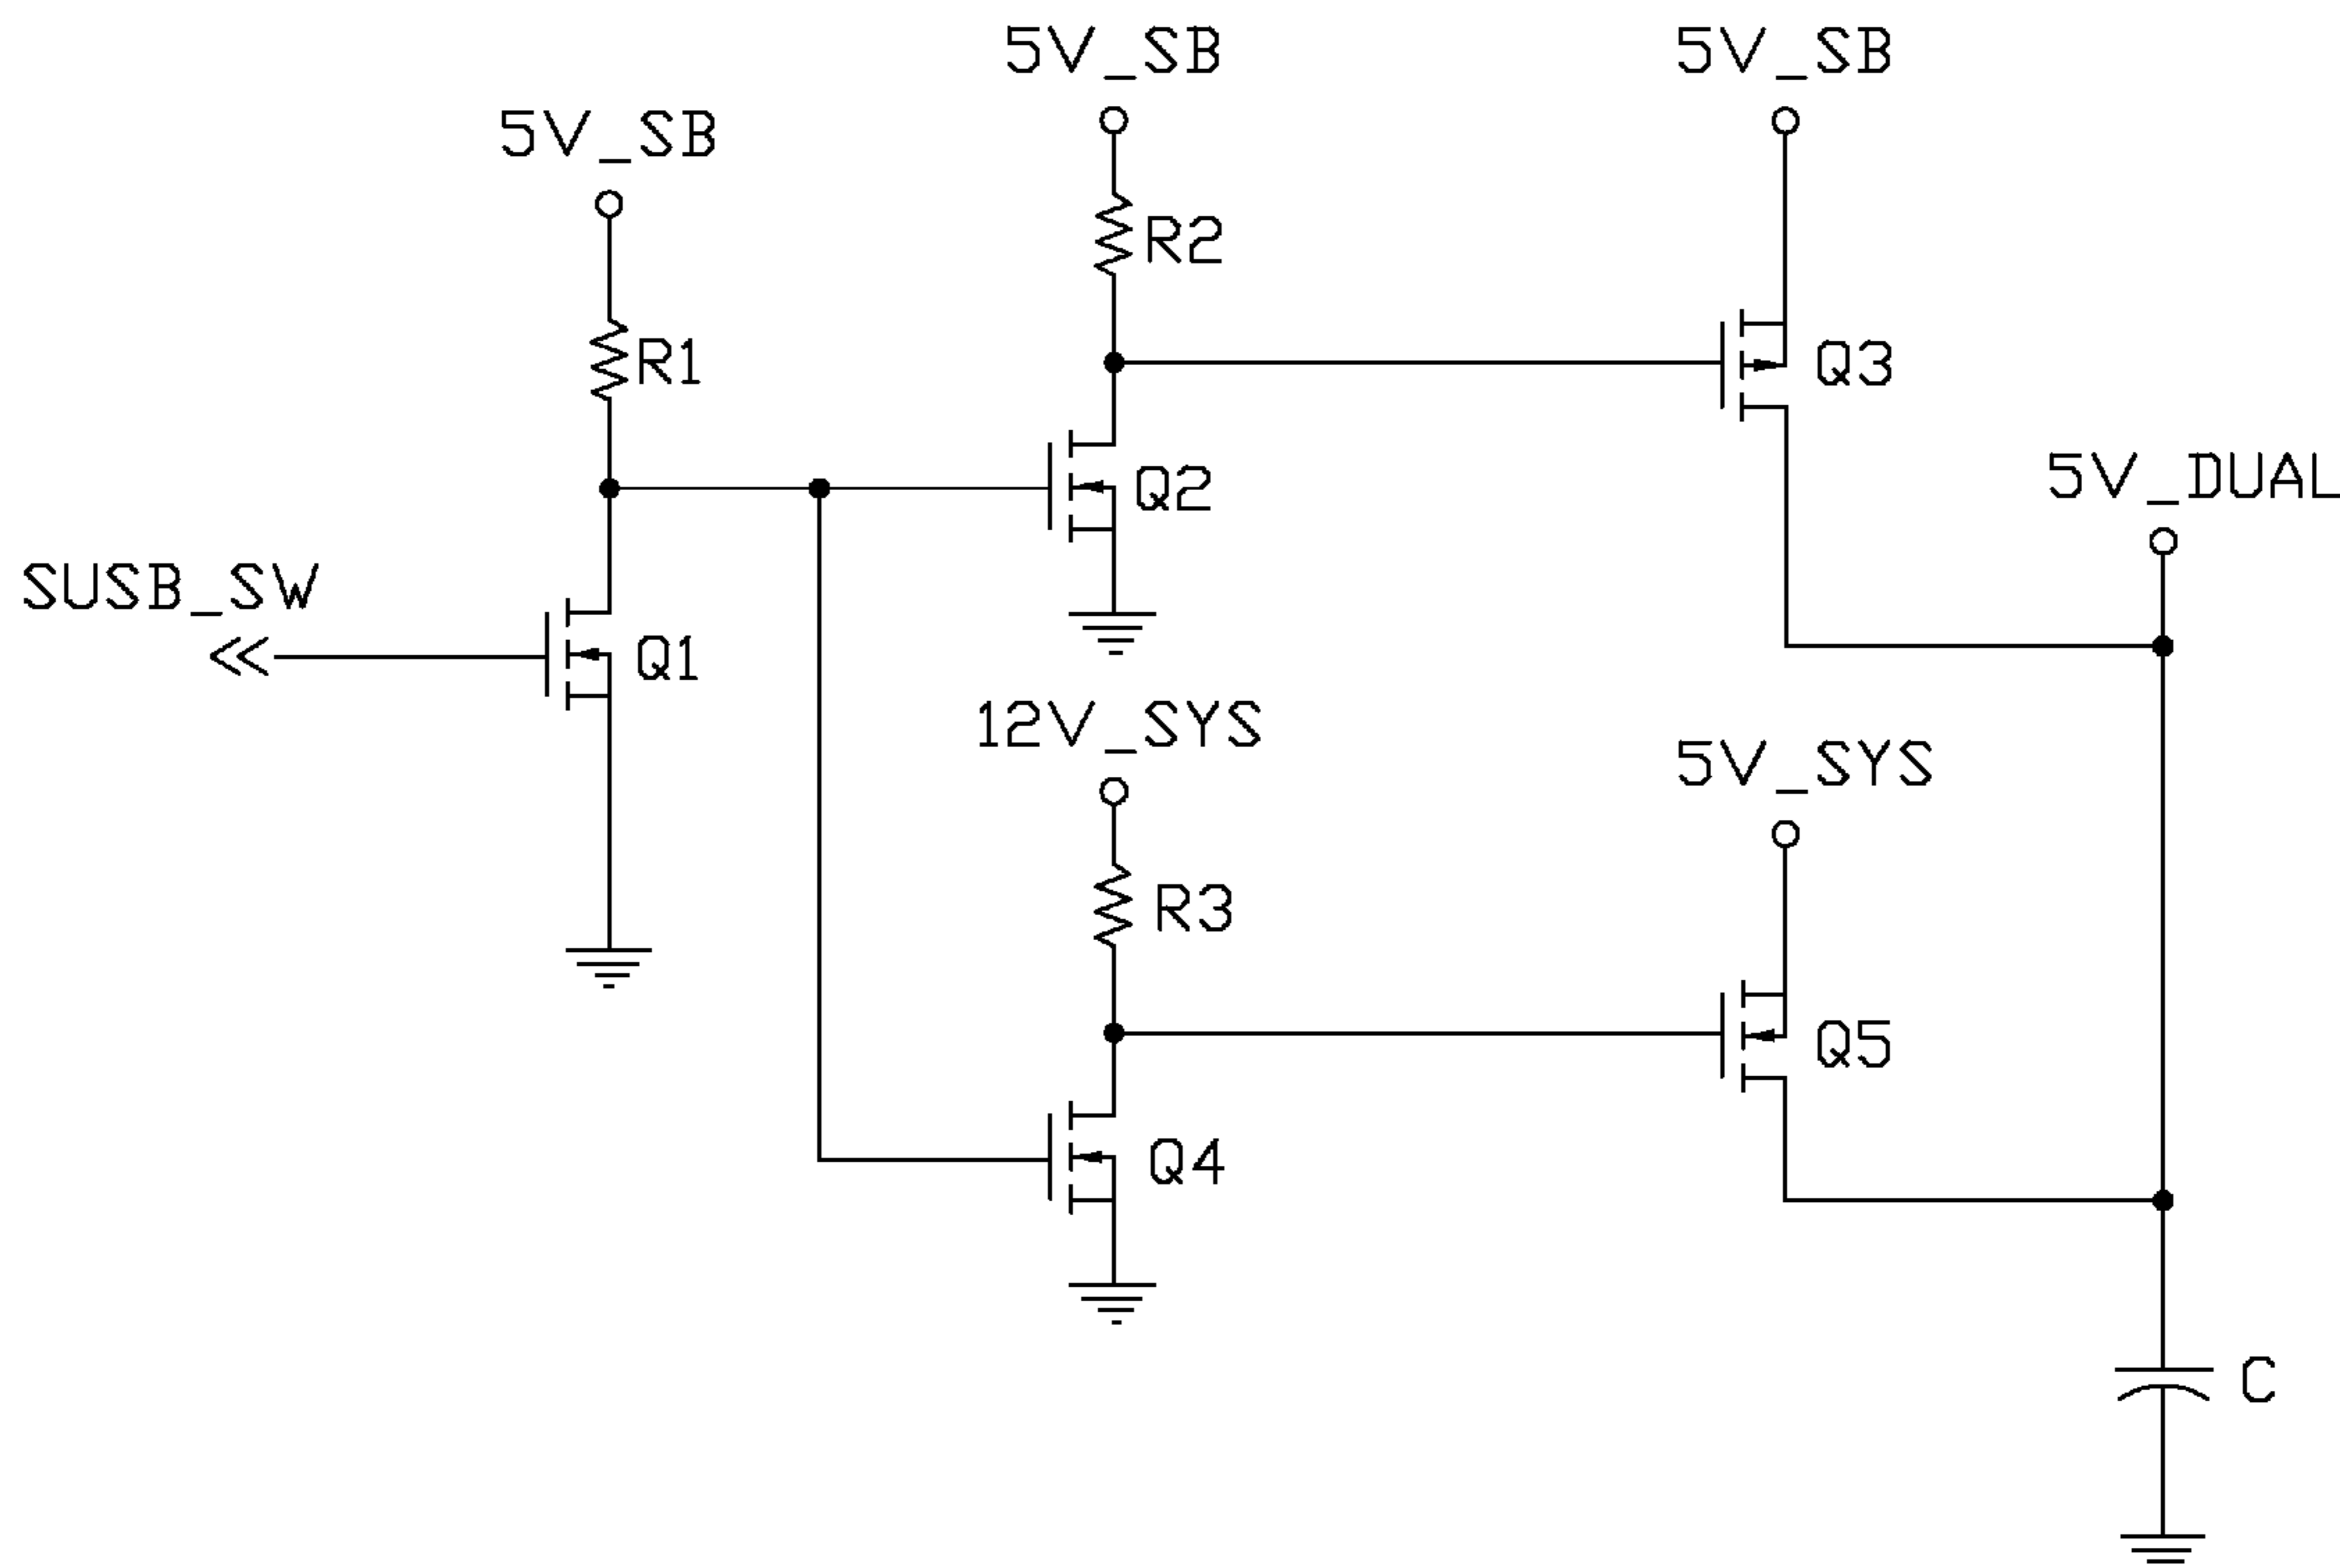 5V_SB
5V_SB
5V_SB
R2
R1
Q3
5V_DUAL
Q2
SUSB_SW
Q1
12V_SYS
5V_SYS
R3
Q5
Q4
C